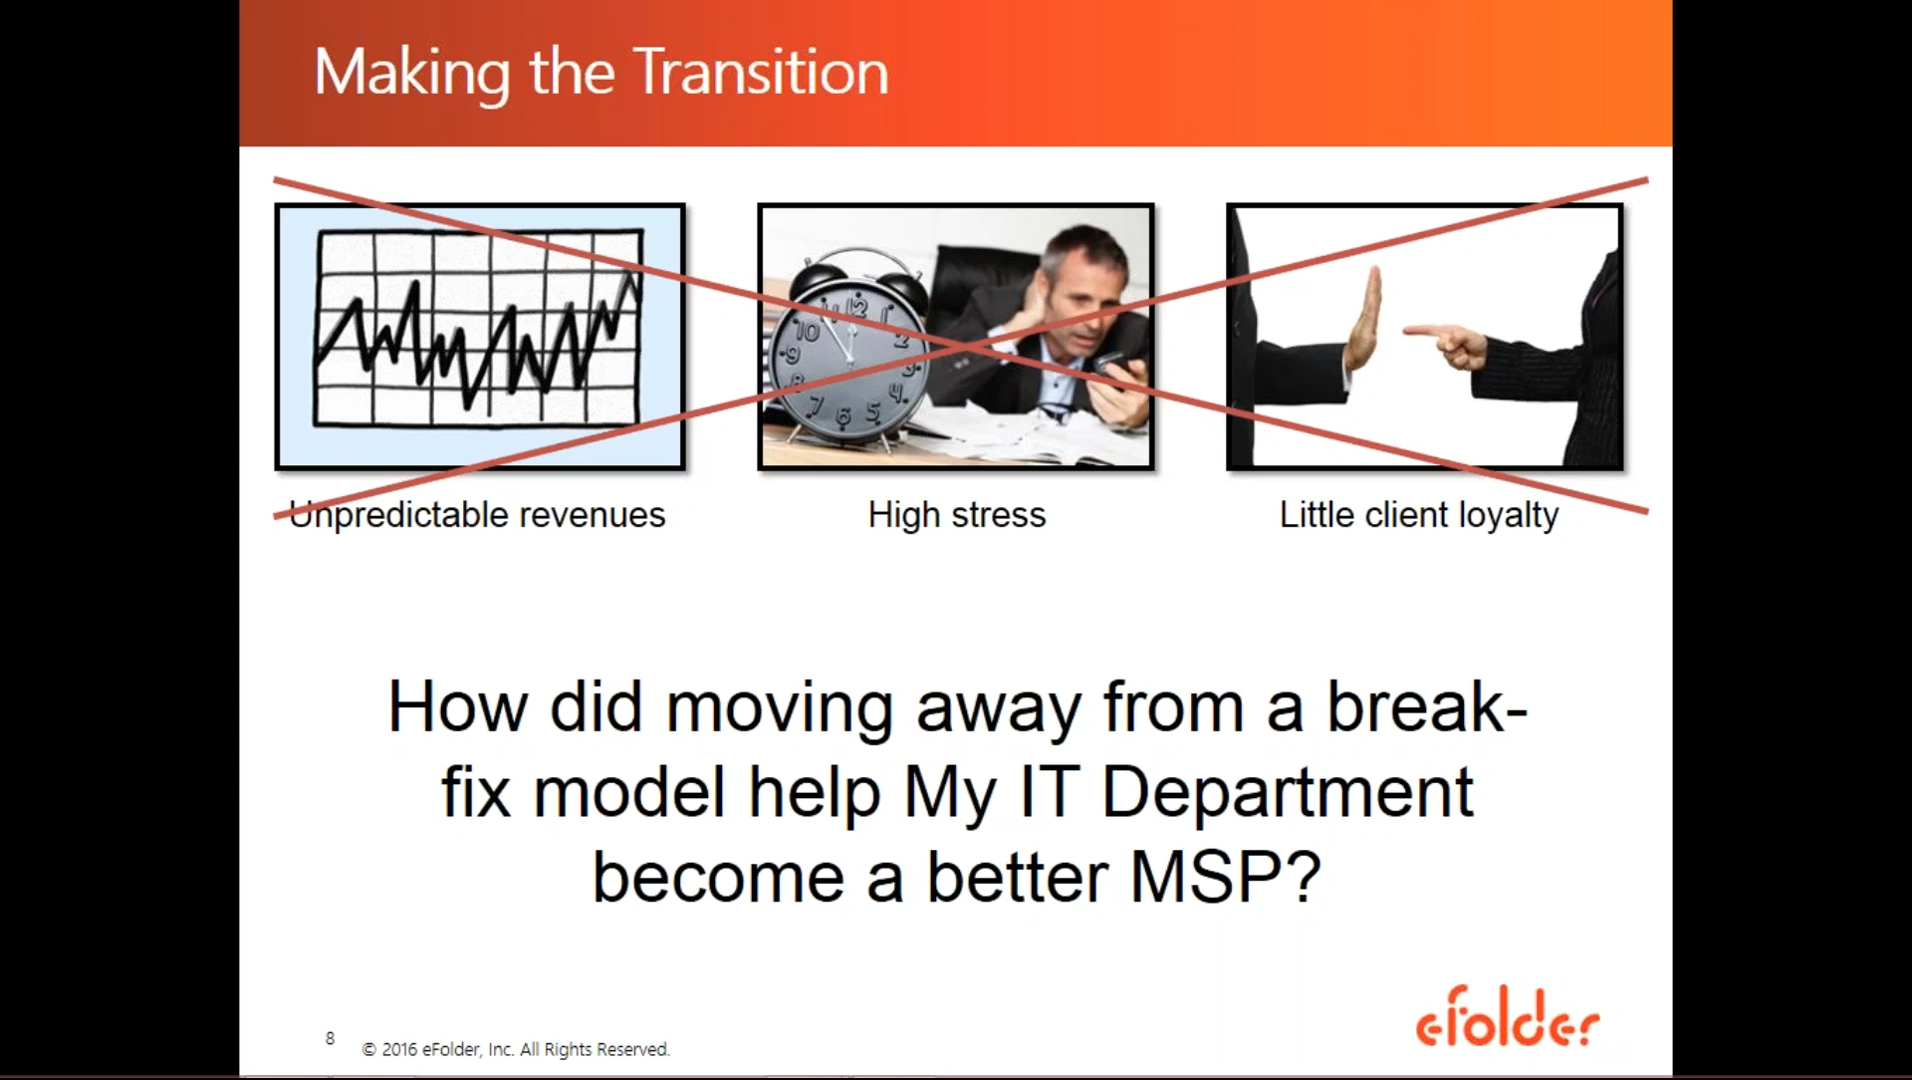 Making the Transition
Unpredictable revenues
High stress
Little client loyalty
How did moving away from a break-
fix model help My IT Department
become a better MSP?
efolder
8
© 2016 eFolder, Inc. All Rights Reserved.